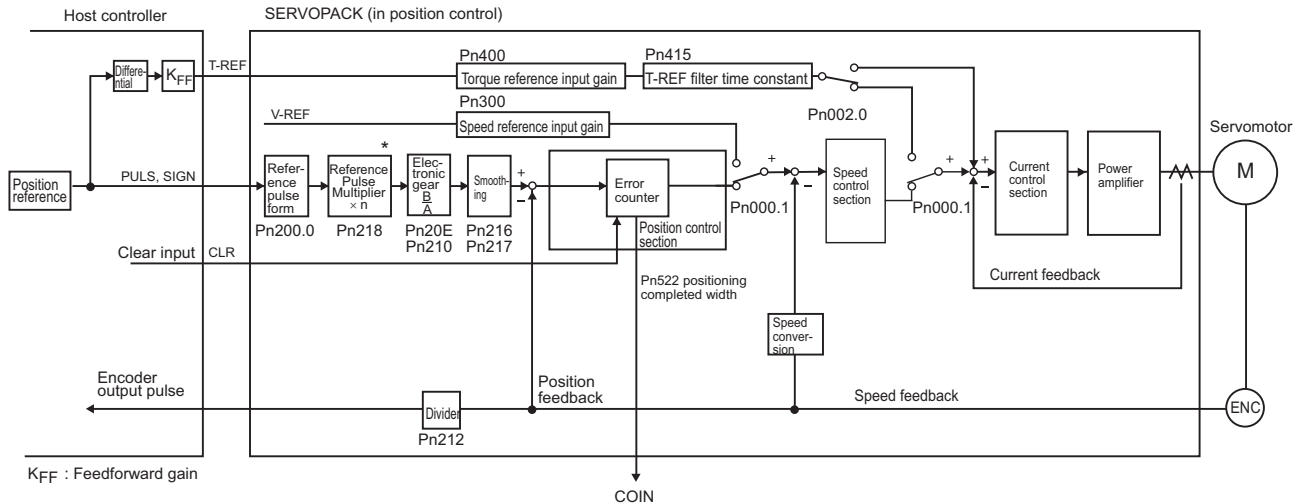 Host controller
SERVOPACK (in position control)
Differe-
ntial
KFF
T-REF
Pn400
Torque reference input gain
Pn415
T-REF filter time constant
Pn002.0
V-REF
Pn300
Speed reference input gain
Servomotor
M
Position
reference
PULS, SIGN
Refer-
ence
pulse
form
Pn200.0
*
Reference
Pulse
Multiplier
× n
Pn218
Elec-
tronic
gear
B
A
Pn20E
Pn210
Smooth-
ing
Pn216
Pn217
+
−
Error
counter
Position control
section
Pn000.1
+
−
Speed
control
section
Pn000.1
+
+
−
Current
control
section
Power
amplifier
Clear input
CLR
Pn522 positioning
completed width
Current feedback
Speed
conver-
sion
Encoder
output pulse
Divider
Pn212
Position
feedback
Speed feedback
ENC
KFF : Feedforward gain
COIN